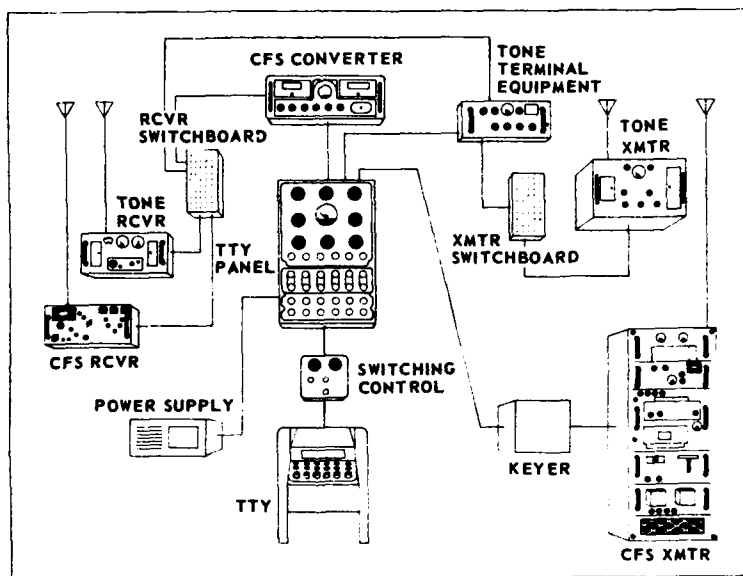 CFS CONVERTER
TONE
TERMINAL
EQUIPMENT
RCVR
SWITCHBOARD
TONE
XMTR
TONE
RCVR
TTY
PANEL
XMTR
SWITCHBOARD
CFS RCVR
SWITCHING
CONTROL
POWER SUPPLY
KEYER
TTY
CFS XMTR